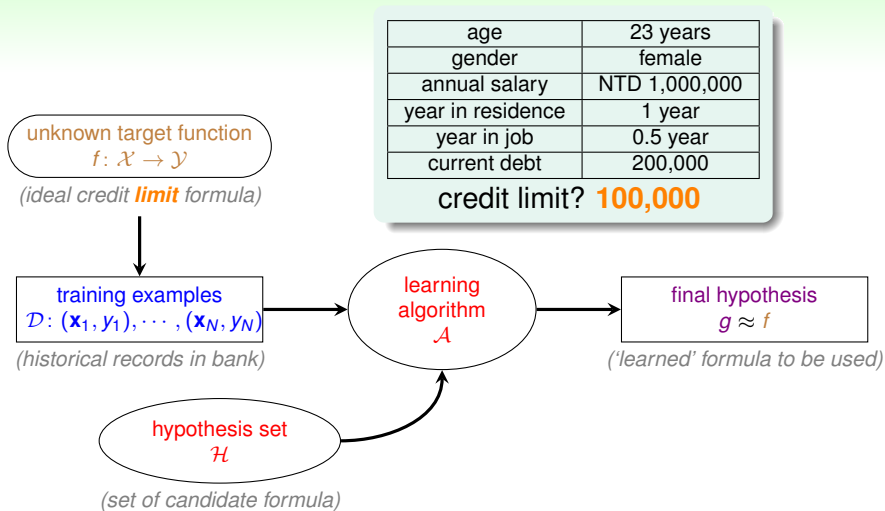 age 23 years
gender female
annual salary NTD 1,000,000
year in residence 1 year
year in job 0.5 year
current debt 200,000
credit limit? 100,000
unknown target function
f : 𝒳 → 𝒴
(ideal credit limit formula)
training examples
𝒟 : (x₁, y₁), ⋯ , (x_N, y_N)
(historical records in bank)
learning
algorithm
𝒜
final hypothesis
g ≈ f
('learned' formula to be used)
hypothesis set
ℋ
(set of candidate formula)